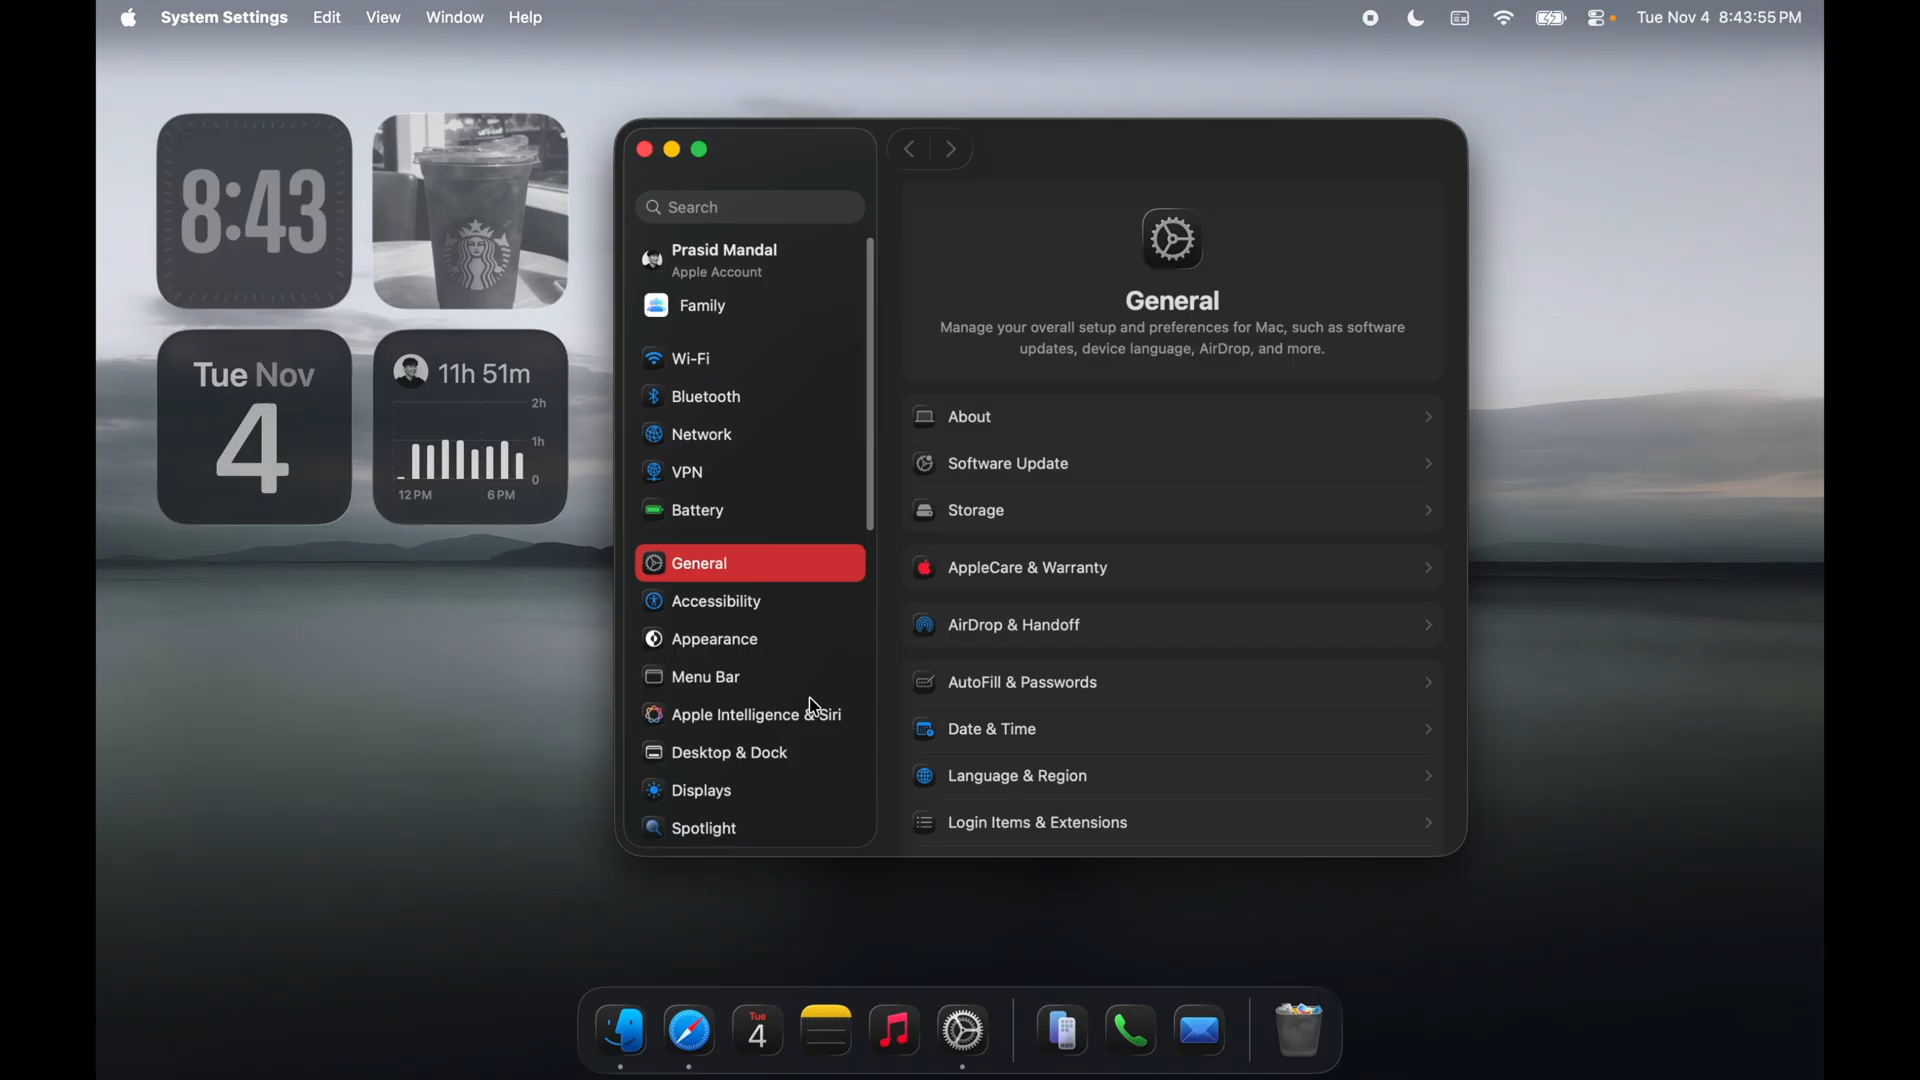 System Settings Edit View Window Help Tue Nov 4 8:43:55 PM
8:43
Tue Nov
4
11h 51m
2h
1h
0
12 PM 6 PM
Search
Prasid Mandal
Apple Account
Family
Wi-Fi
Bluetooth
Network
VPN
Battery
General
Accessibility
Appearance
Menu Bar
Apple Intelligence & Siri
Desktop & Dock
Displays
Spotlight
General
Manage your overall setup and preferences for Mac, such as software
updates, device language, AirDrop, and more.
About
Software Update
Storage
AppleCare & Warranty
AirDrop & Handoff
AutoFill & Passwords
Date & Time
Language & Region
Login Items & Extensions
Tue
4